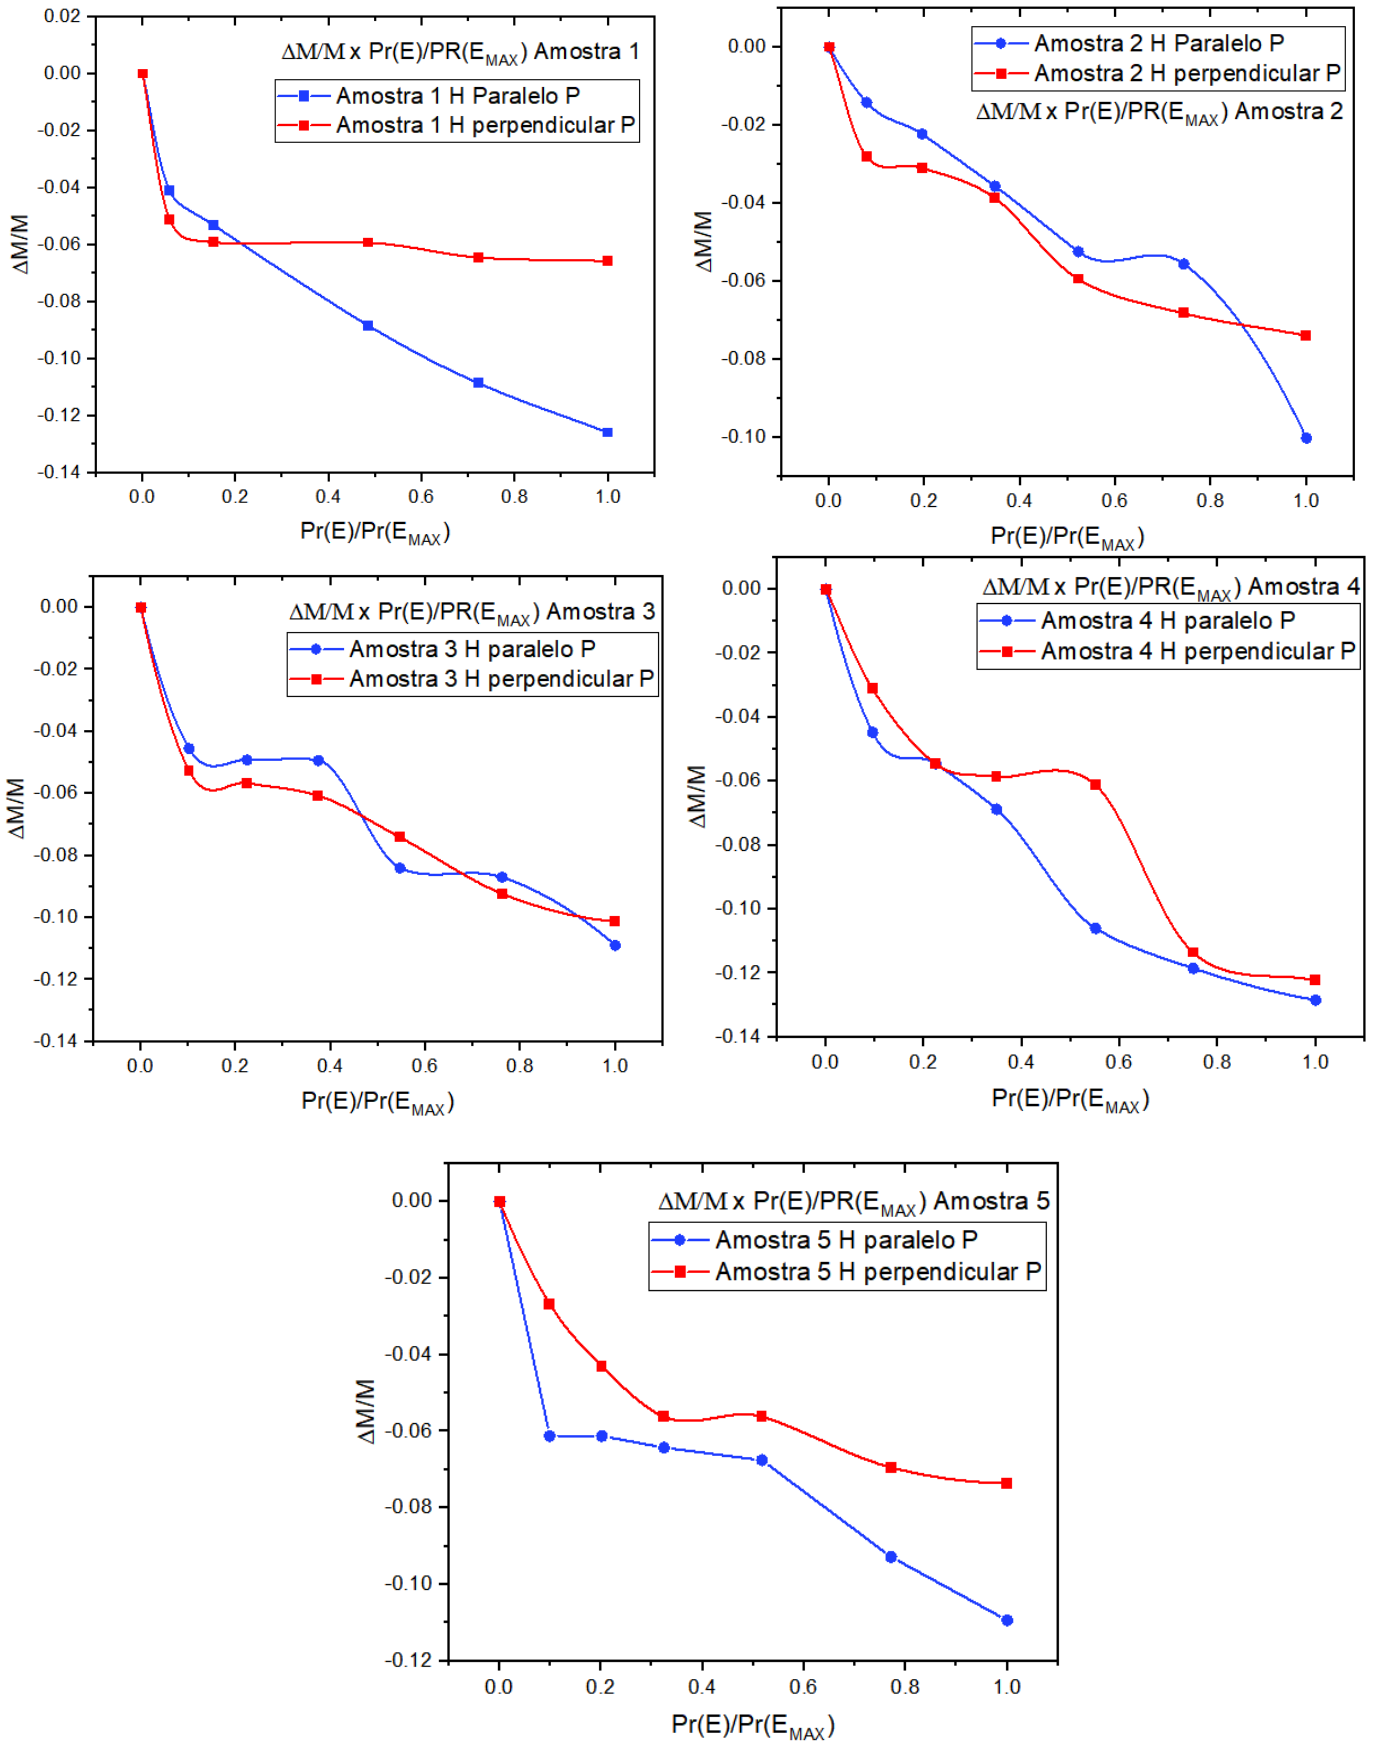 ΔM/M x Pr(E)/PR(E_MAX) Amostra 1
Amostra 1 H Paralelo P
Amostra 1 H perpendicular P
0.02
0.00
-0.02
-0.04
-0.06
-0.08
-0.10
-0.12
-0.14
ΔM/M
0.0 0.2 0.4 0.6 0.8 1.0
Pr(E)/Pr(E_MAX)
Amostra 2 H Paralelo P
Amostra 2 H perpendicular P
ΔM/M x Pr(E)/PR(E_MAX) Amostra 2
0.00
-0.02
-0.04
-0.06
-0.08
-0.10
ΔM/M
0.0 0.2 0.4 0.6 0.8 1.0
Pr(E)/Pr(E_MAX)
ΔM/M x Pr(E)/PR(E_MAX) Amostra 3
Amostra 3 H paralelo P
Amostra 3 H perpendicular P
0.00
-0.02
-0.04
-0.06
-0.08
-0.10
-0.12
-0.14
ΔM/M
0.0 0.2 0.4 0.6 0.8 1.0
Pr(E)/Pr(E_MAX)
ΔM/M x Pr(E)/PR(E_MAX) Amostra 4
Amostra 4 H paralelo P
Amostra 4 H perpendicular P
0.00
-0.02
-0.04
-0.06
-0.08
-0.10
-0.12
-0.14
ΔM/M
0.0 0.2 0.4 0.6 0.8 1.0
Pr(E)/Pr(E_MAX)
ΔM/M x Pr(E)/PR(E_MAX) Amostra 5
Amostra 5 H paralelo P
Amostra 5 H perpendicular P
0.00
-0.02
-0.04
-0.06
-0.08
-0.10
-0.12
ΔM/M
0.0 0.2 0.4 0.6 0.8 1.0
Pr(E)/Pr(E_MAX)